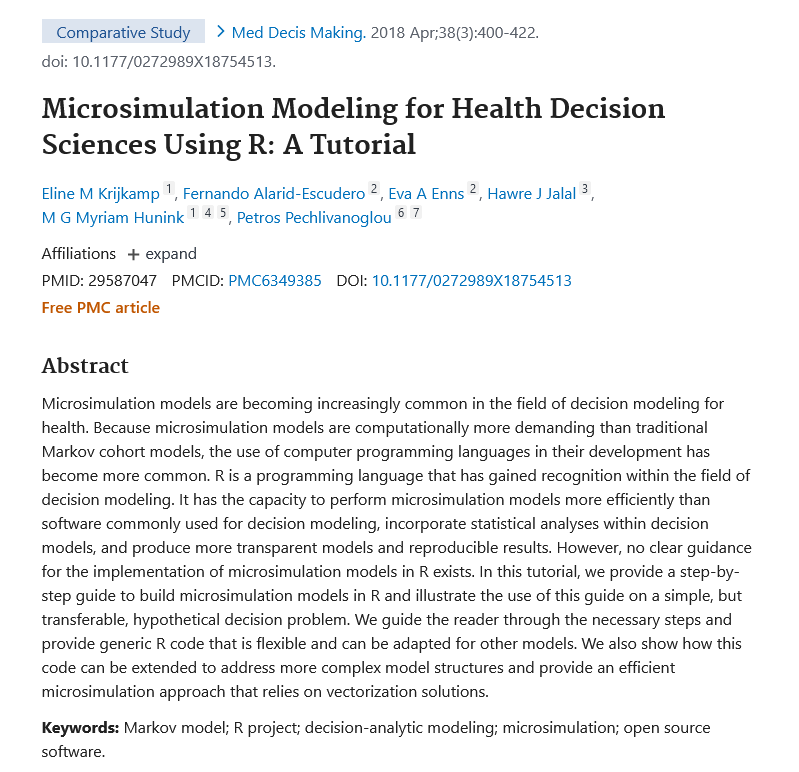 Comparative Study > Med Decis Making. 2018 Apr;38(3):400-422.
doi: 10.1177/0272989X18754513.
Microsimulation Modeling for Health Decision
Sciences Using R: A Tutorial
Eline M Krijkamp 1, Fernando Alarid-Escudero 2, Eva A Enns 2, Hawre J Jalal 3,
M G Myriam Hunink 1 4 5, Petros Pechlivanoglou 6 7
Affiliations + expand
PMID: 29587047 PMCID: PMC6349385 DOI: 10.1177/0272989X18754513
Free PMC article
Abstract
Microsimulation models are becoming increasingly common in the field of decision modeling for
health. Because microsimulation models are computationally more demanding than traditional
Markov cohort models, the use of computer programming languages in their development has
become more common. R is a programming language that has gained recognition within the field of
decision modeling. It has the capacity to perform microsimulation models more efficiently than
software commonly used for decision modeling, incorporate statistical analyses within decision
models, and produce more transparent models and reproducible results. However, no clear guidance
for the implementation of microsimulation models in R exists. In this tutorial, we provide a step-by-
step guide to build microsimulation models in R and illustrate the use of this guide on a simple, but
transferable, hypothetical decision problem. We guide the reader through the necessary steps and
provide generic R code that is flexible and can be adapted for other models. We also show how this
code can be extended to address more complex model structures and provide an efficient
microsimulation approach that relies on vectorization solutions.
Keywords: Markov model; R project; decision-analytic modeling; microsimulation; open source
software.